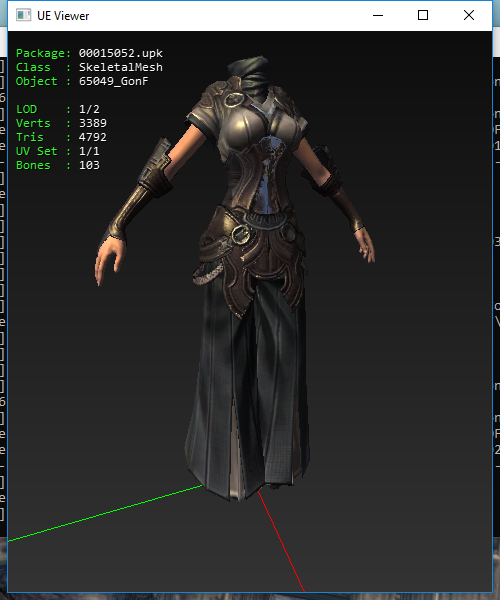 UE Viewer
Package: 00015052.upk
Class : SkeletalMesh
Object : 65049_GonF
LOD : 1/2
Verts : 3389
Tris : 4792
UV Set : 1/1
Bones : 103